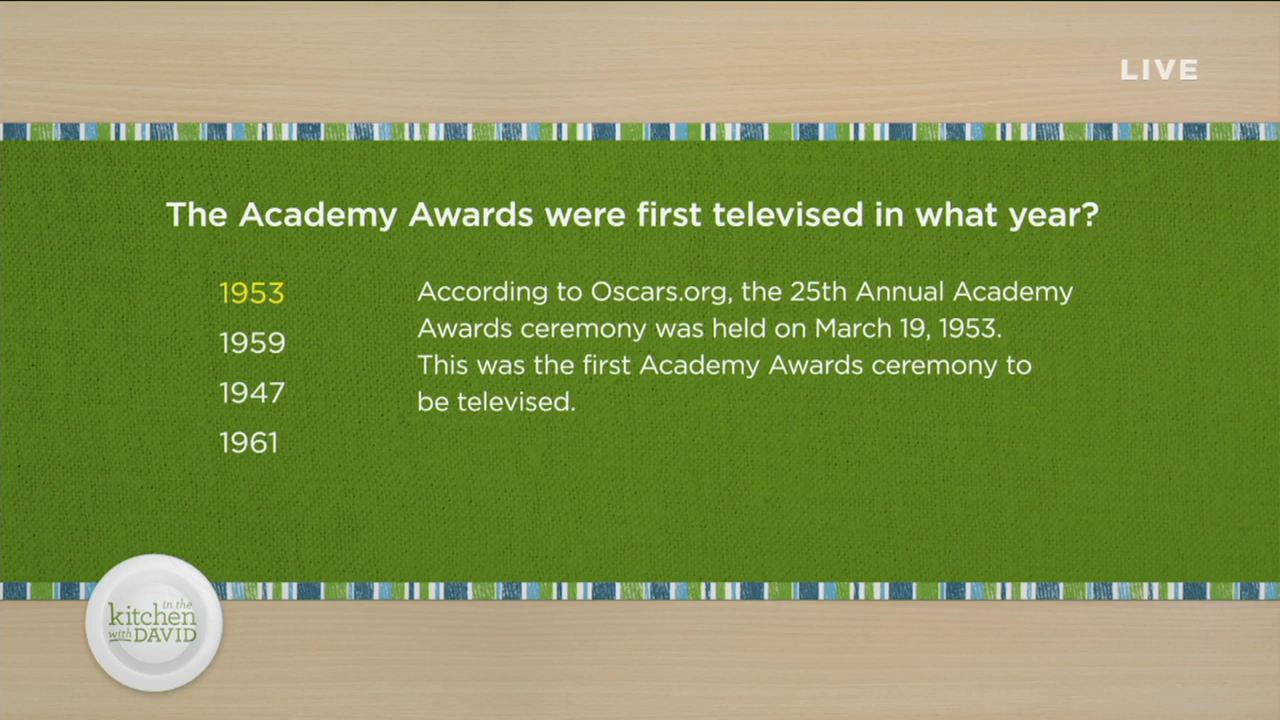 LIVE
The Academy Awards were first televised in what year?
1953
1959
1947
1961
According to Oscars.org, the 25th Annual Academy
Awards ceremony was held on March 19, 1953.
This was the first Academy Awards ceremony to
be televised.
in the
kitchen
with DAVID